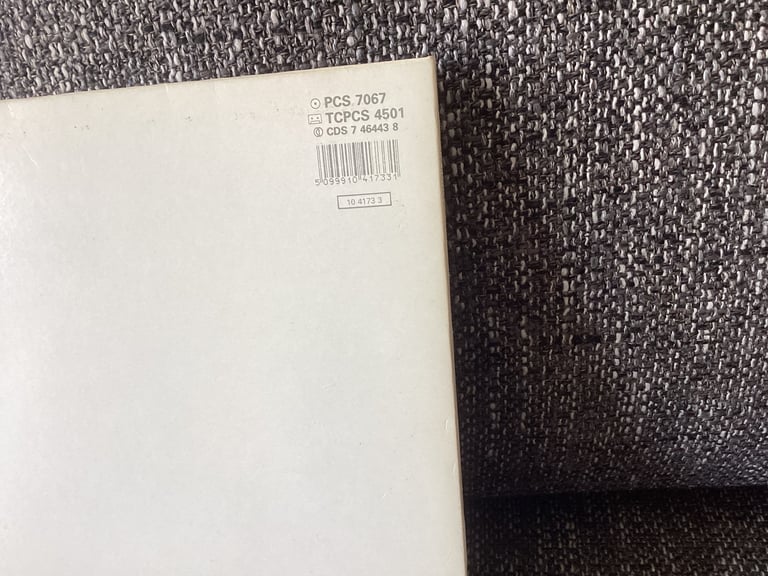 PCS 7067
TCPCS 4501
CDS 7 46443 8
5 099910 417331
10 4173 3